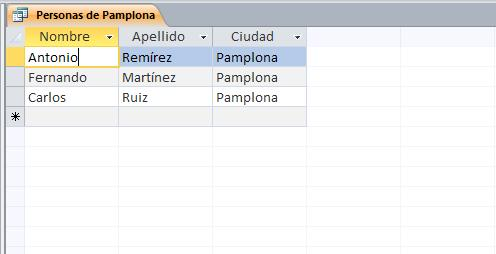 Personas de Pamplona
Nombre Apellido Ciudad
Antonio Remírez Pamplona
Fernando Martínez Pamplona
Carlos Ruiz Pamplona